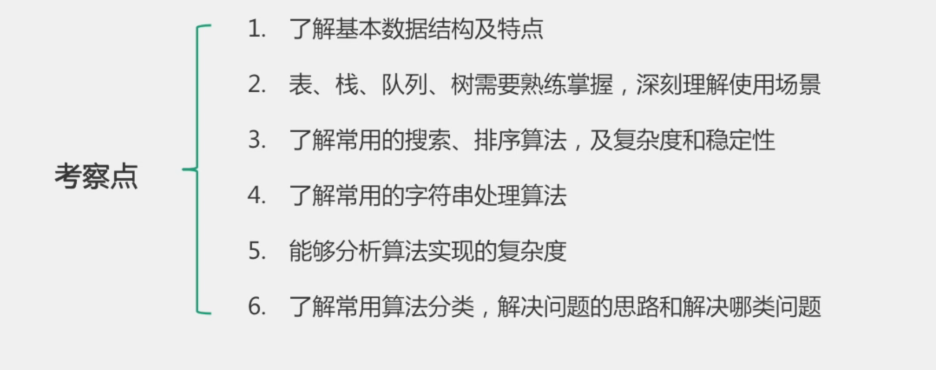 考察点
1. 了解基本数据结构及特点
2. 表、栈、队列、树需要熟练掌握，深刻理解使用场景
3. 了解常用的搜索、排序算法，及复杂度和稳定性
4. 了解常用的字符串处理算法
5. 能够分析算法实现的复杂度
6. 了解常用算法分类，解决问题的思路和解决哪类问题